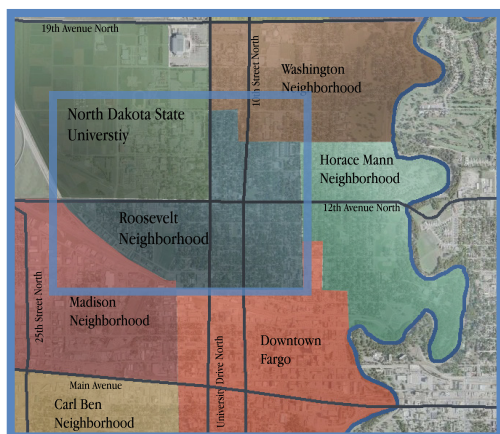 19th Avenue North
10th Street North
Washington
Neighborhood
North Dakota State
Universtiy
Horace Mann
Neighborhood
12th Avenue North
Roosevelt
Neighborhood
25th Street North
Madison
Neighborhood
University Drive North
Downtown
Fargo
Main Avenue
Carl Ben
Neighborhood